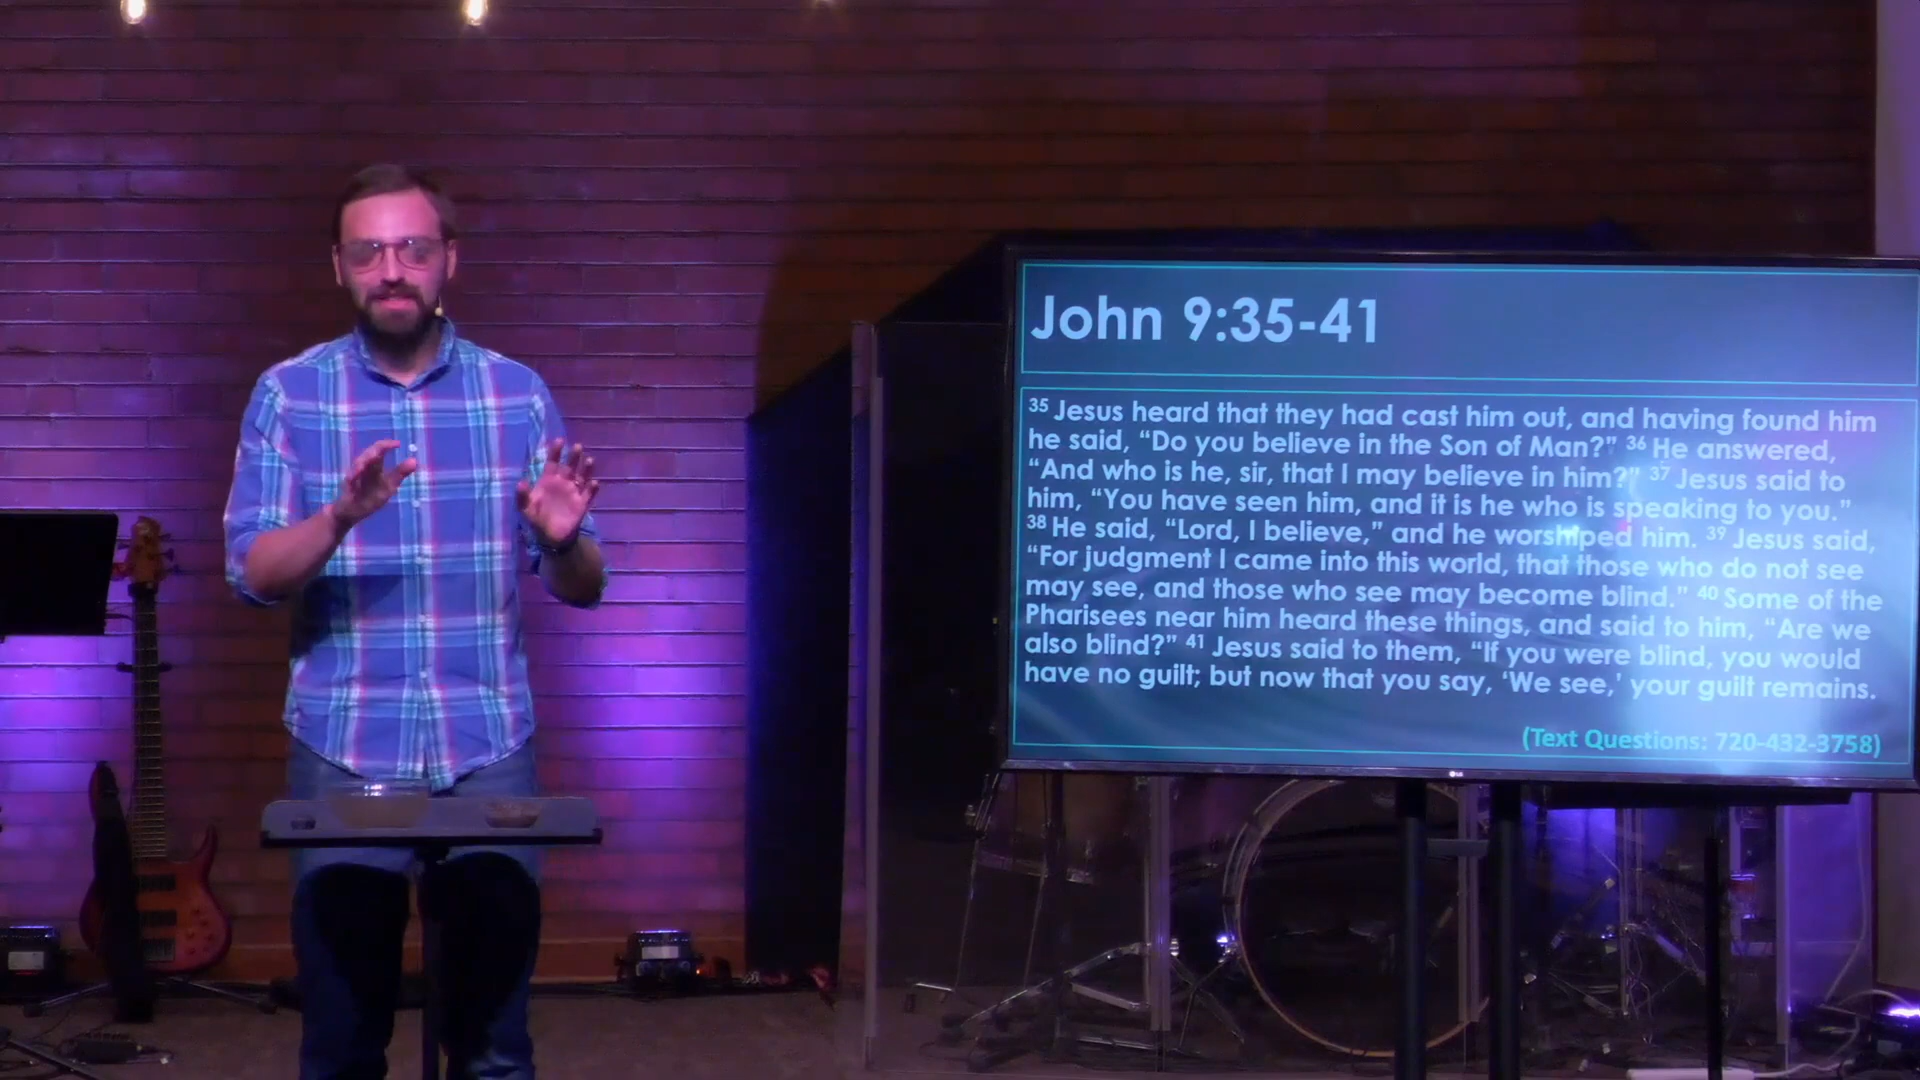 John 9:35-41
35 Jesus heard that they had cast him out, and having found him
he said, “Do you believe in the Son of Man?” 36 He answered,
“And who is he, sir, that I may believe in him?” 37 Jesus said to
him, “You have seen him, and it is he who is speaking to you.”
38 He said, “Lord, I believe,” and he worshiped him. 39 Jesus said,
“For judgment I came into this world, that those who do not see
may see, and those who see may become blind.” 40 Some of the
Pharisees near him heard these things, and said to him, “Are we
also blind?” 41 Jesus said to them, “If you were blind, you would
have no guilt; but now that you say, ‘We see,’ your guilt remains.
(Text Questions: 720-432-3758)
LG